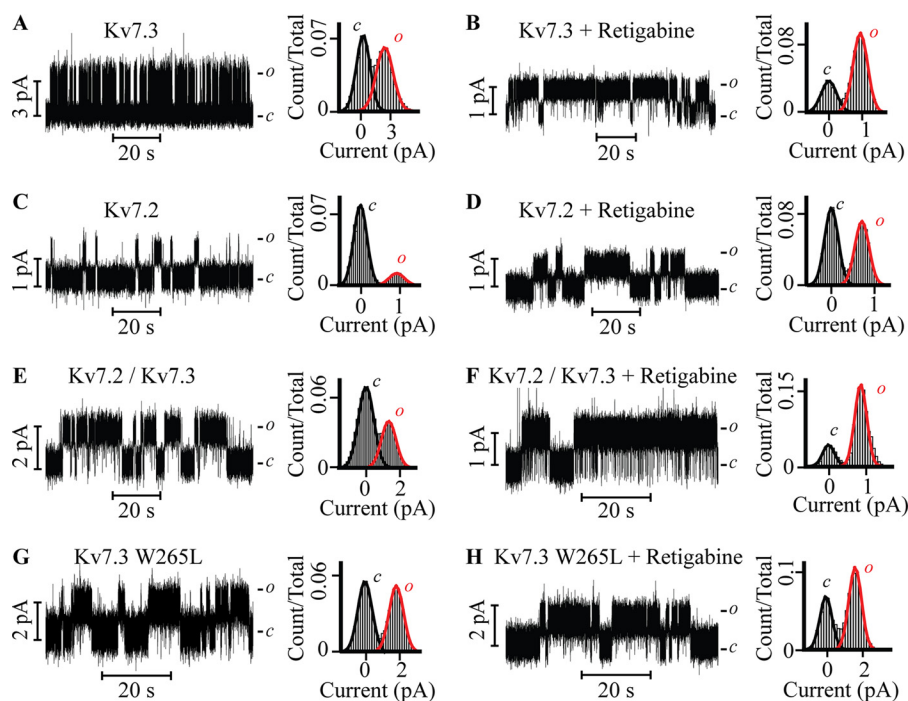 A
Kv7.3
3 pA
-o
-c
20 s
Count/Total
0.07
0
c
o
0 3
Current (pA)
B
Kv7.3 + Retigabine
1 pA
-o
-c
20 s
Count/Total
0.08
0
c
o
0 1
Current (pA)
C
Kv7.2
1 pA
-o
-c
20 s
Count/Total
0.07
0
c
o
0 1
Current (pA)
D
Kv7.2 + Retigabine
1 pA
-o
-c
20 s
Count/Total
0.08
0
c
o
0 1
Current (pA)
E
Kv7.2 / Kv7.3
2 pA
-o
-c
20 s
Count/Total
0.06
0
c
o
0 2
Current (pA)
F
Kv7.2 / Kv7.3 + Retigabine
1 pA
-o
-c
20 s
Count/Total
0.15
0
c
o
0 1
Current (pA)
G
Kv7.3 W265L
2 pA
-o
-c
20 s
Count/Total
0.06
0
c
o
0 2
Current (pA)
H
Kv7.3 W265L + Retigabine
2 pA
-o
-c
20 s
Count/Total
0.1
0
c
o
0 2
Current (pA)